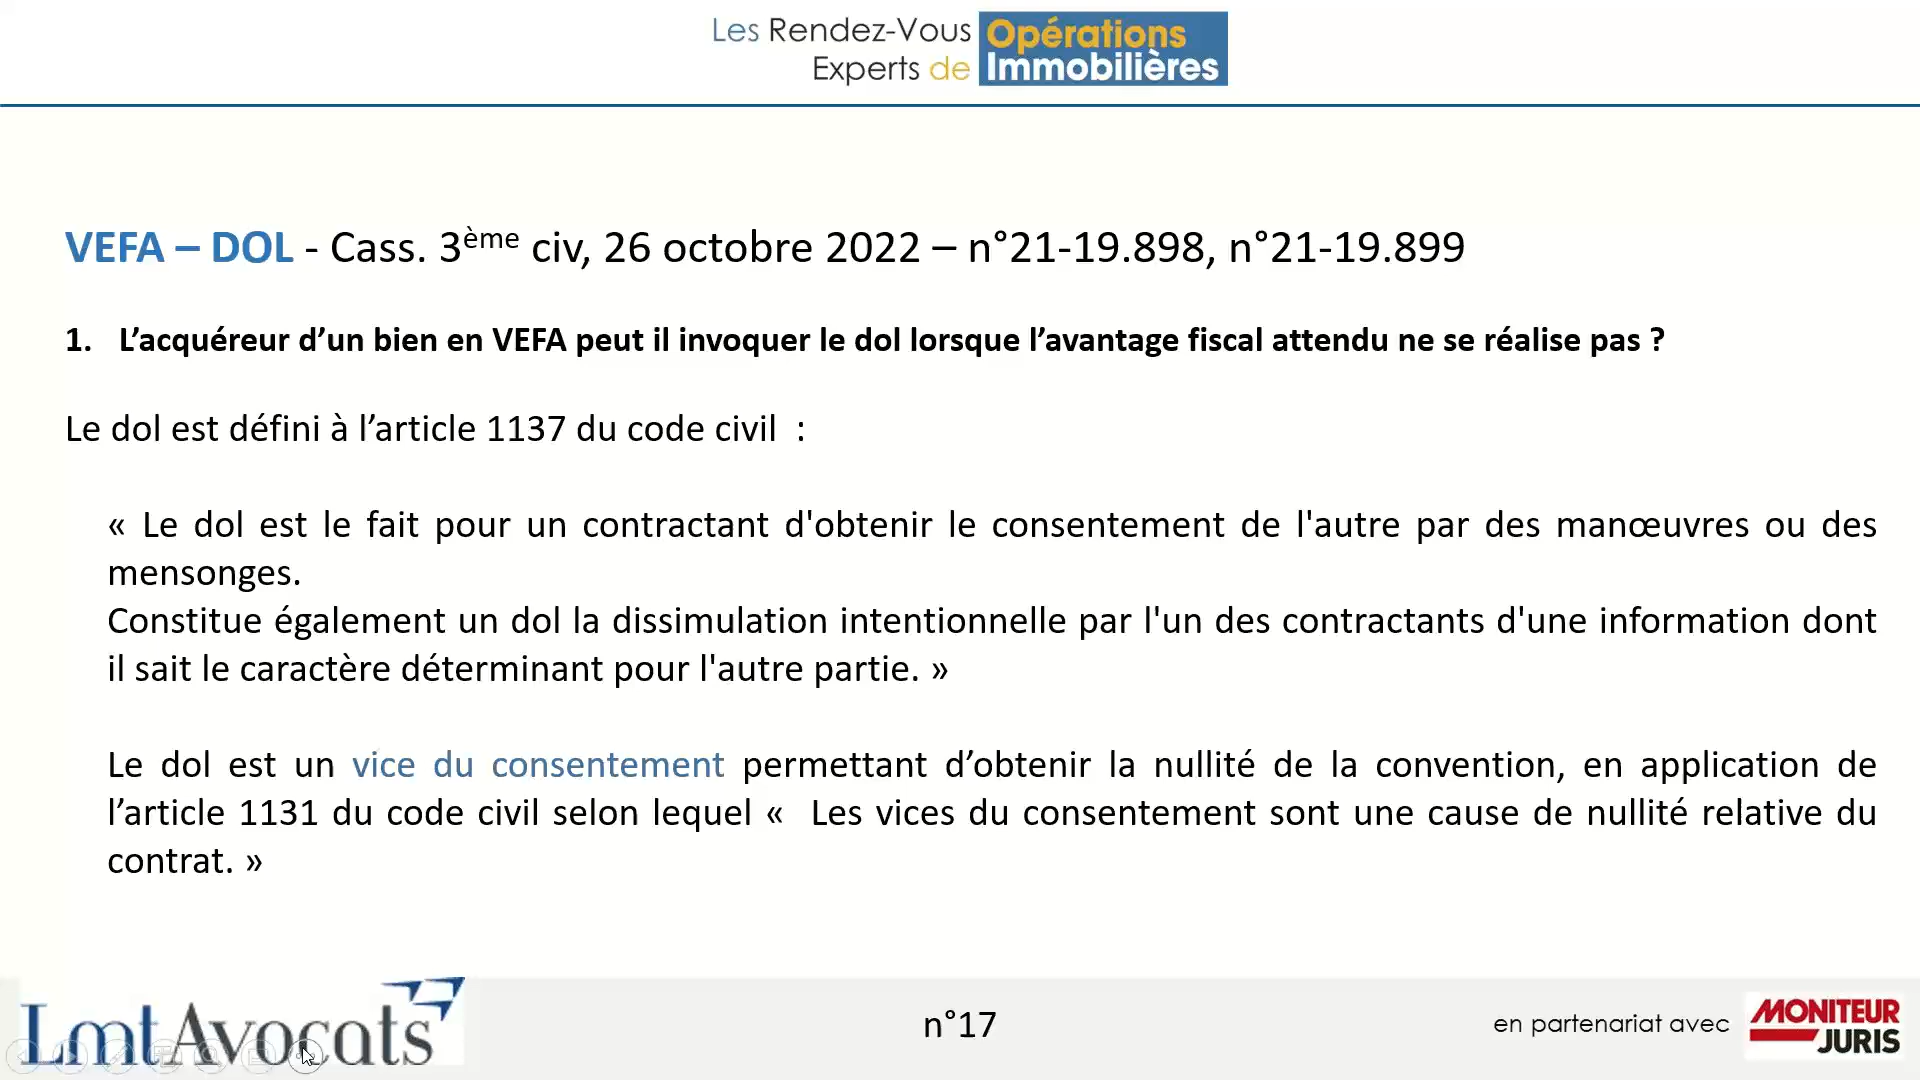 Les Rendez-Vous Opérations
Experts de Immobilières
VEFA – DOL - Cass. 3ème civ, 26 octobre 2022 – n°21-19.898, n°21-19.899
1. L’acquéreur d’un bien en VEFA peut il invoquer le dol lorsque l’avantage fiscal attendu ne se réalise pas ?
Le dol est défini à l’article 1137 du code civil :
« Le dol est le fait pour un contractant d'obtenir le consentement de l'autre par des manœuvres ou des
mensonges.
Constitue également un dol la dissimulation intentionnelle par l'un des contractants d'une information dont
il sait le caractère déterminant pour l'autre partie. »
Le dol est un vice du consentement permettant d’obtenir la nullité de la convention, en application de
l’article 1131 du code civil selon lequel « Les vices du consentement sont une cause de nullité relative du
contrat. »
Lmt Avocats
n°17
en partenariat avec
MONITEUR
JURIS